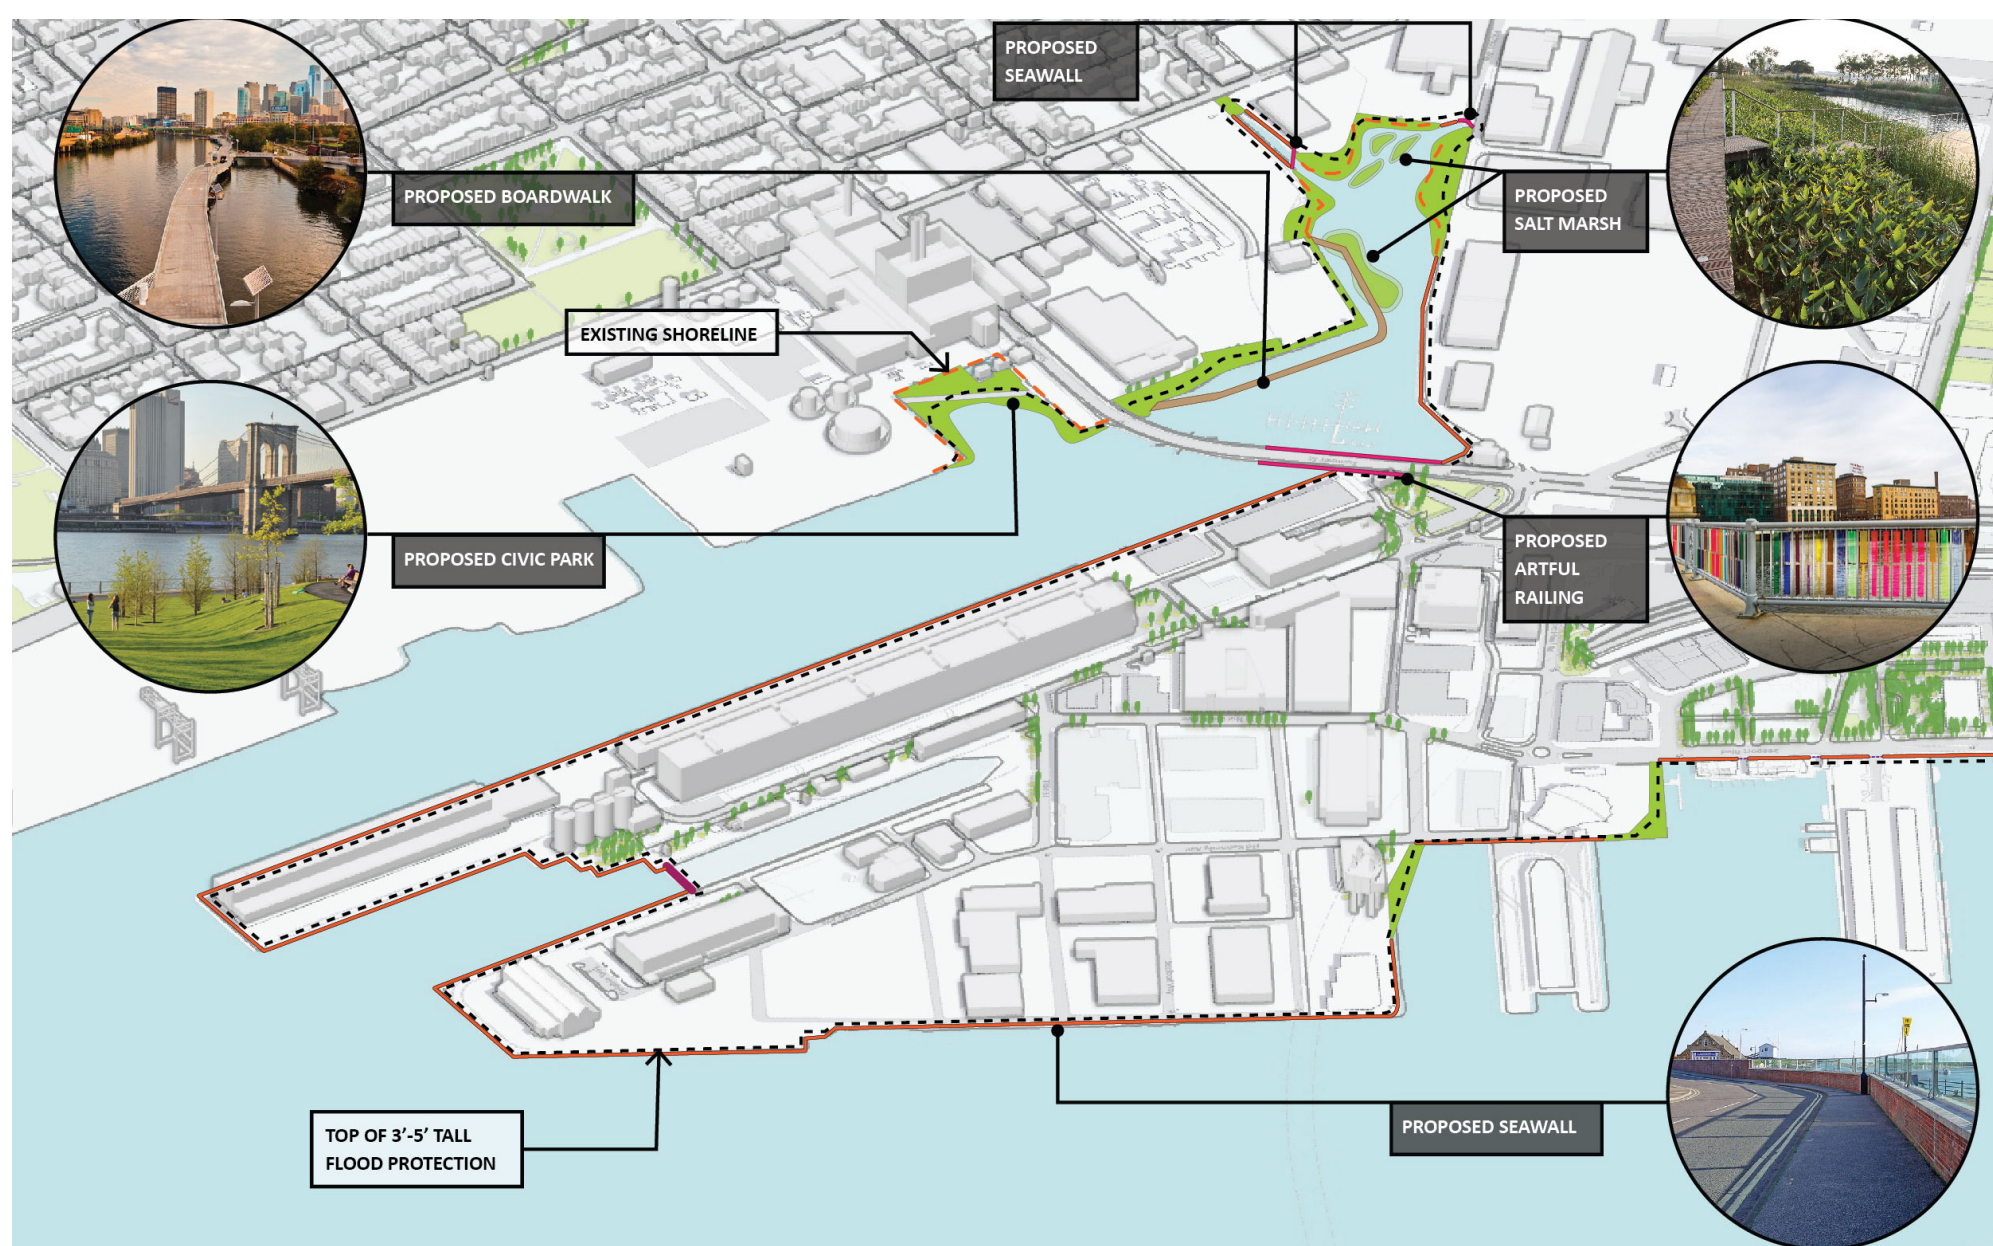 PROPOSED
SEAWALL
PROPOSED BOARDWALK
PROPOSED
SALT MARSH
EXISTING SHORELINE
PROPOSED CIVIC PARK
PROPOSED
ARTFUL
RAILING
TOP OF 3’-5’ TALL
FLOOD PROTECTION
PROPOSED SEAWALL